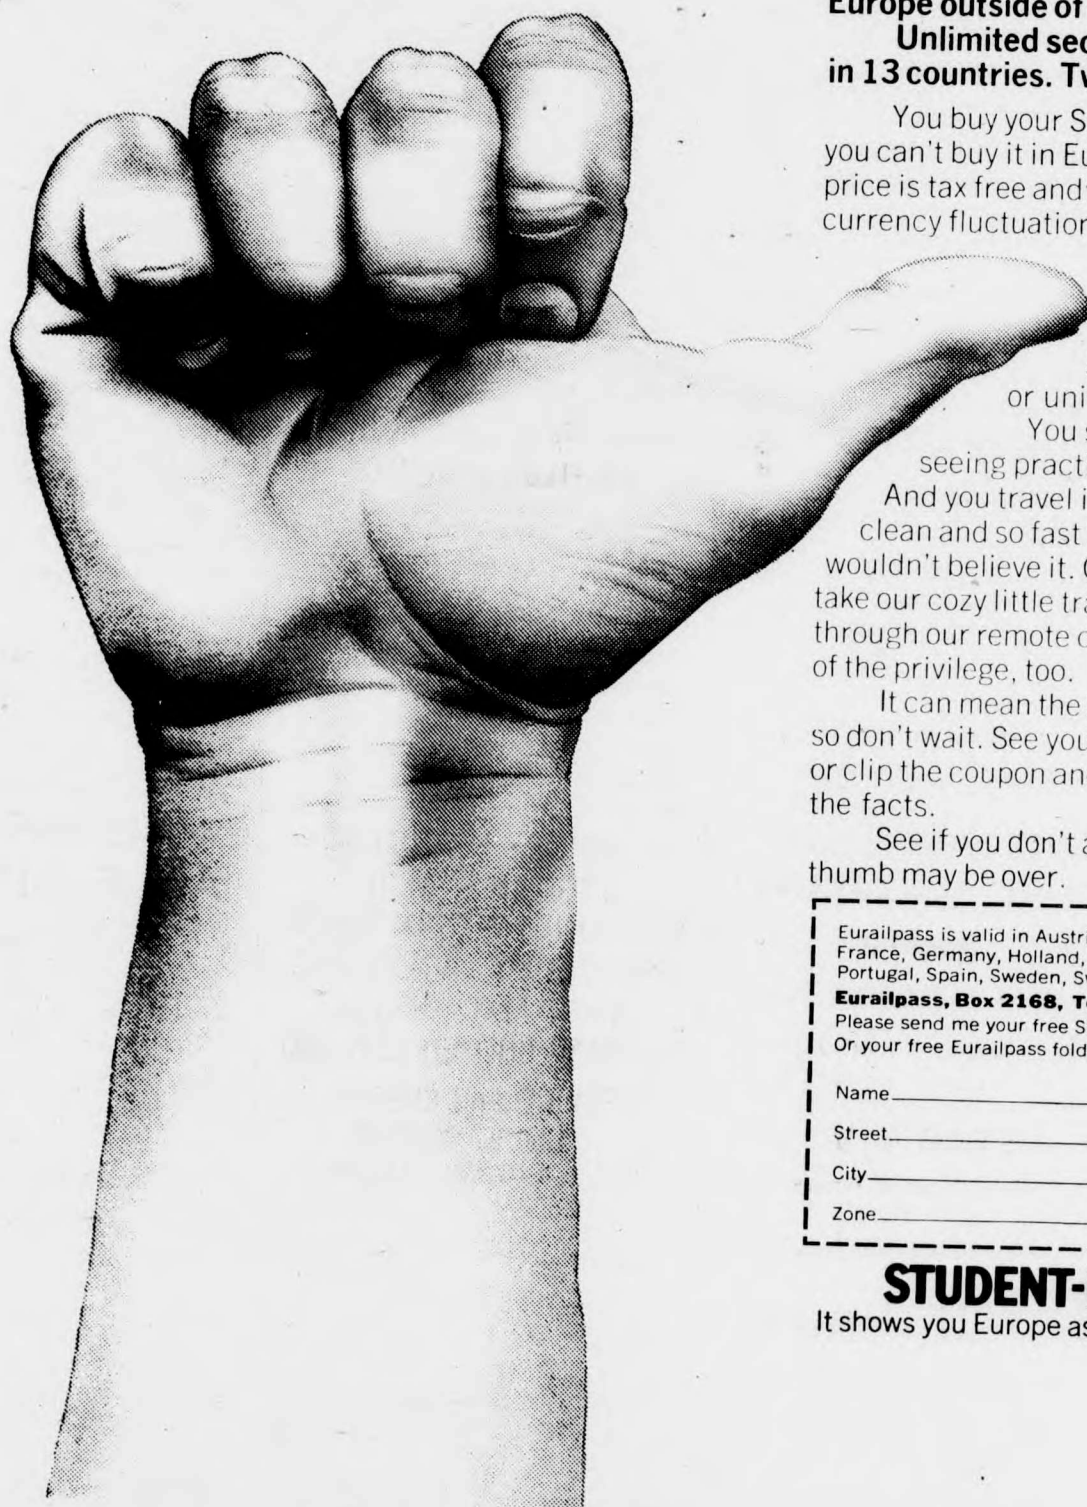 Europe outside of
Unlimited sec
in 13 countries. Tw
You buy your S
you can't buy it in Eu
price is tax free and
currency fluctuation
or uni
You s
seeing pract
And you travel i
clean and so fast
wouldn't believe it. O
take our cozy little tra
through our remote c
of the privilege, too.
It can mean the
so don't wait. See you
or clip the coupon an
the facts.
See if you don't a
thumb may be over.
Eurailpass is valid in Austri
France, Germany, Holland,
Portugal, Spain, Sweden, Sw
Eurailpass, Box 2168, To
Please send me your free S
Or your free Eurailpass fold
Name
Street
City
Zone
STUDENT-
It shows you Europe as